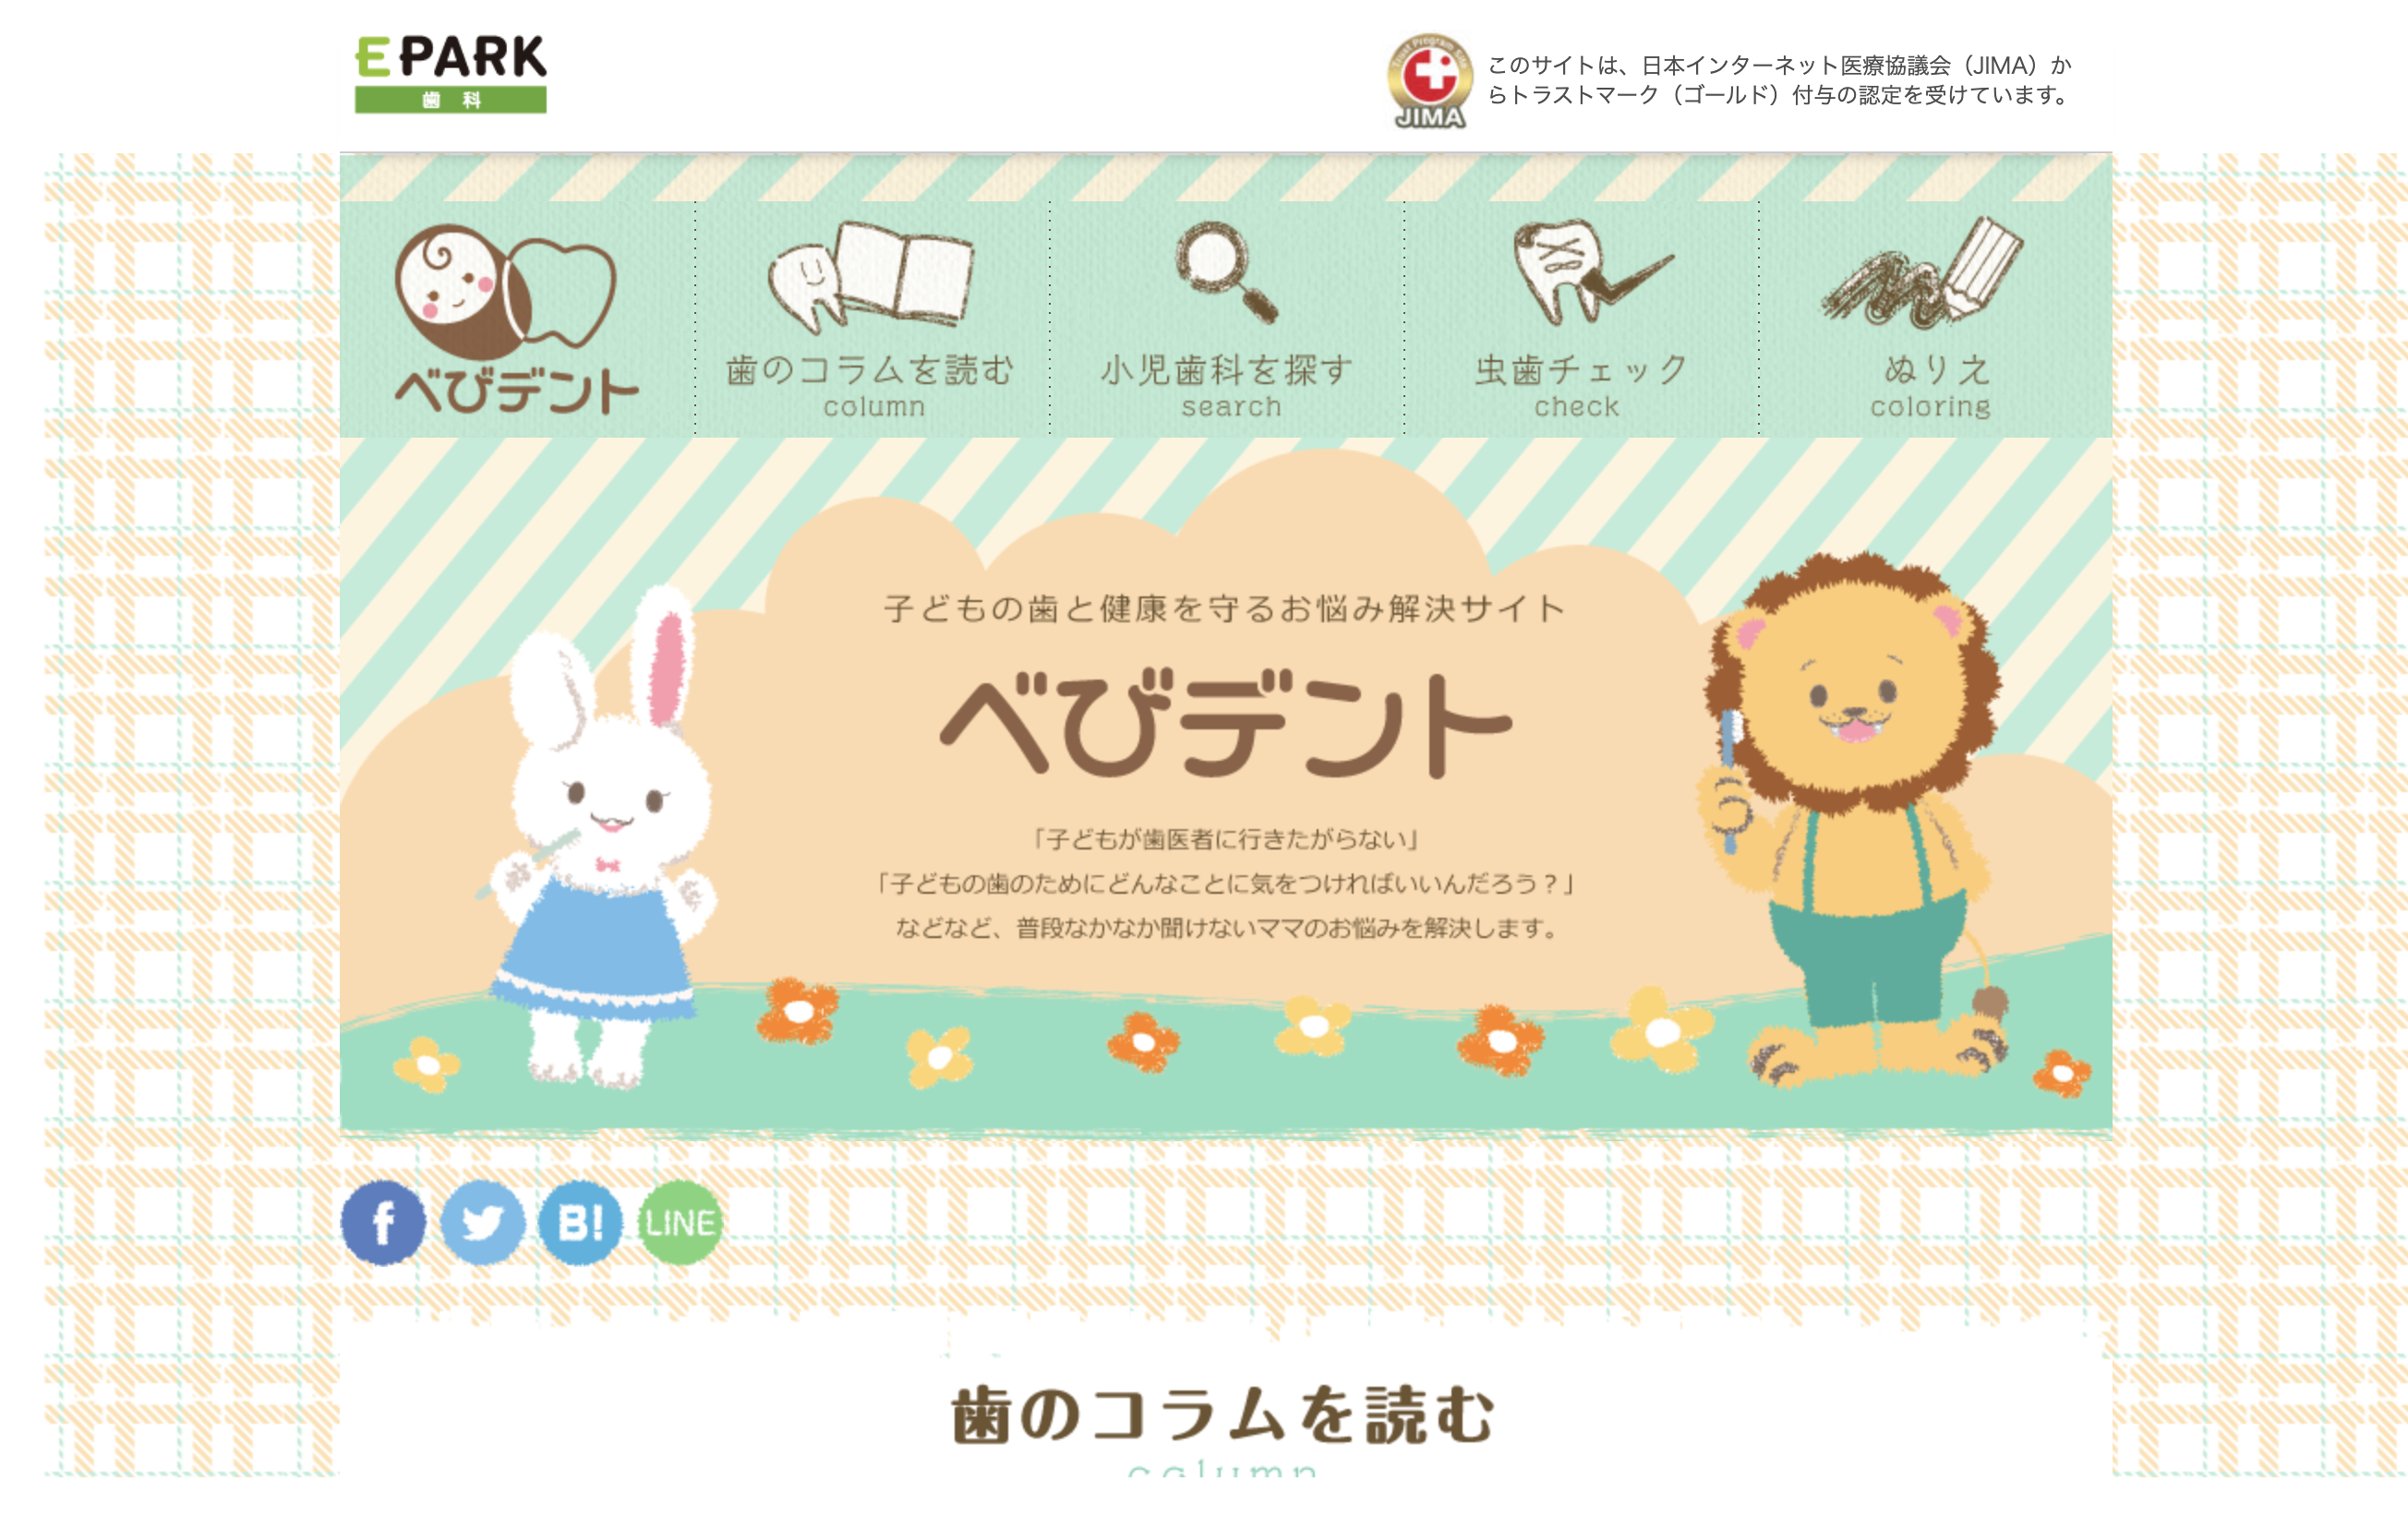 EPARK
歯科
Trust Program Site
JIMA
このサイトは、日本インターネット医療協議会（JIMA）か
らトラストマーク（ゴールド）付与の認定を受けています。
べびデント
歯のコラムを読む
column
小児歯科を探す
search
虫歯チェック
check
ぬりえ
coloring
子どもの歯と健康を守るお悩み解決サイト
べびデント
「子どもが歯医者に行きたがらない」
「子どもの歯のためにどんなことに気をつければいいんだろう？」
などなど、普段なかなか聞けないママのお悩みを解決します。
f
B!
LINE
歯のコラムを読む
column